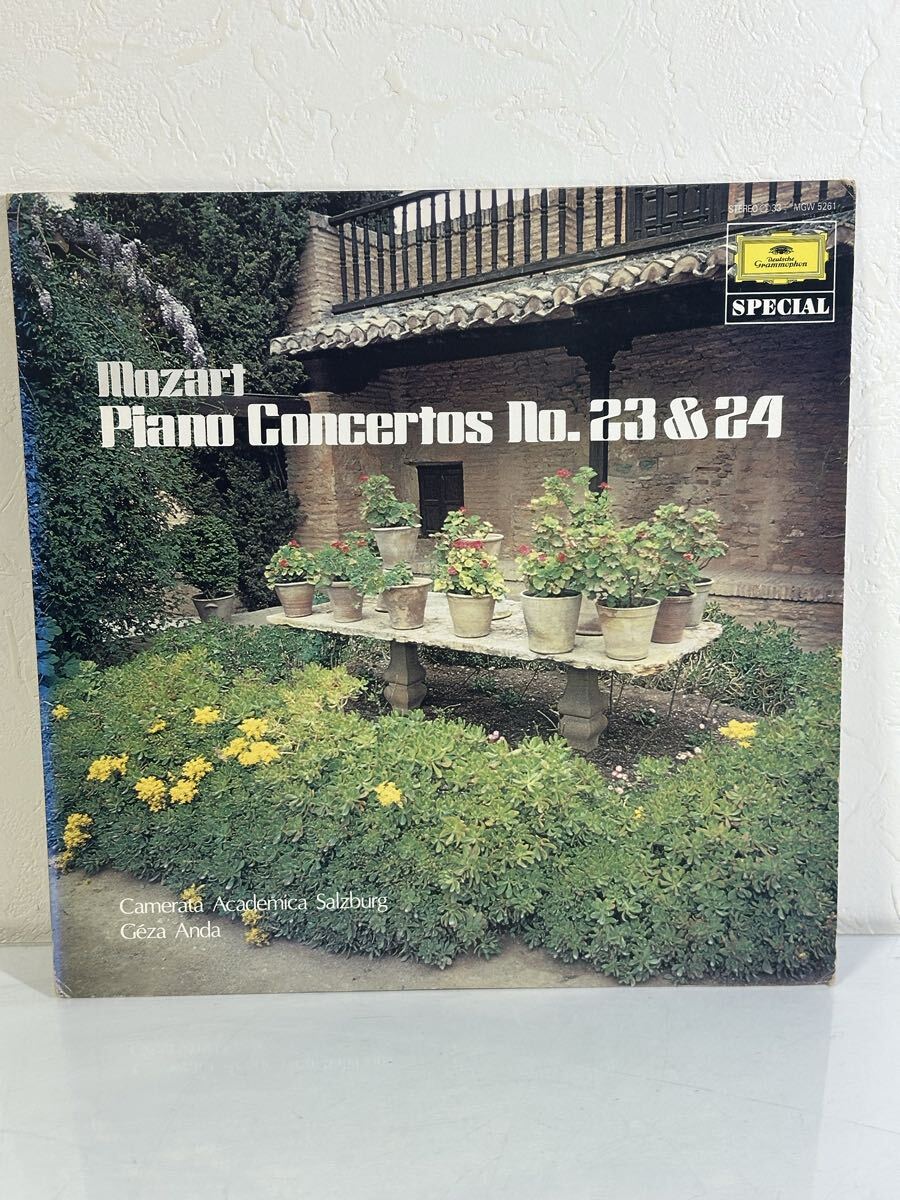 STEREO 33 MGW 5261
Deutsche
Grammophon
SPECIAL
Mozart
Piano Concertos No. 23 & 24
Camerata Academica Salzburg
Géza Anda